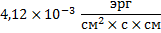 4,12 × 10⁻³ эрг / см² × с × см